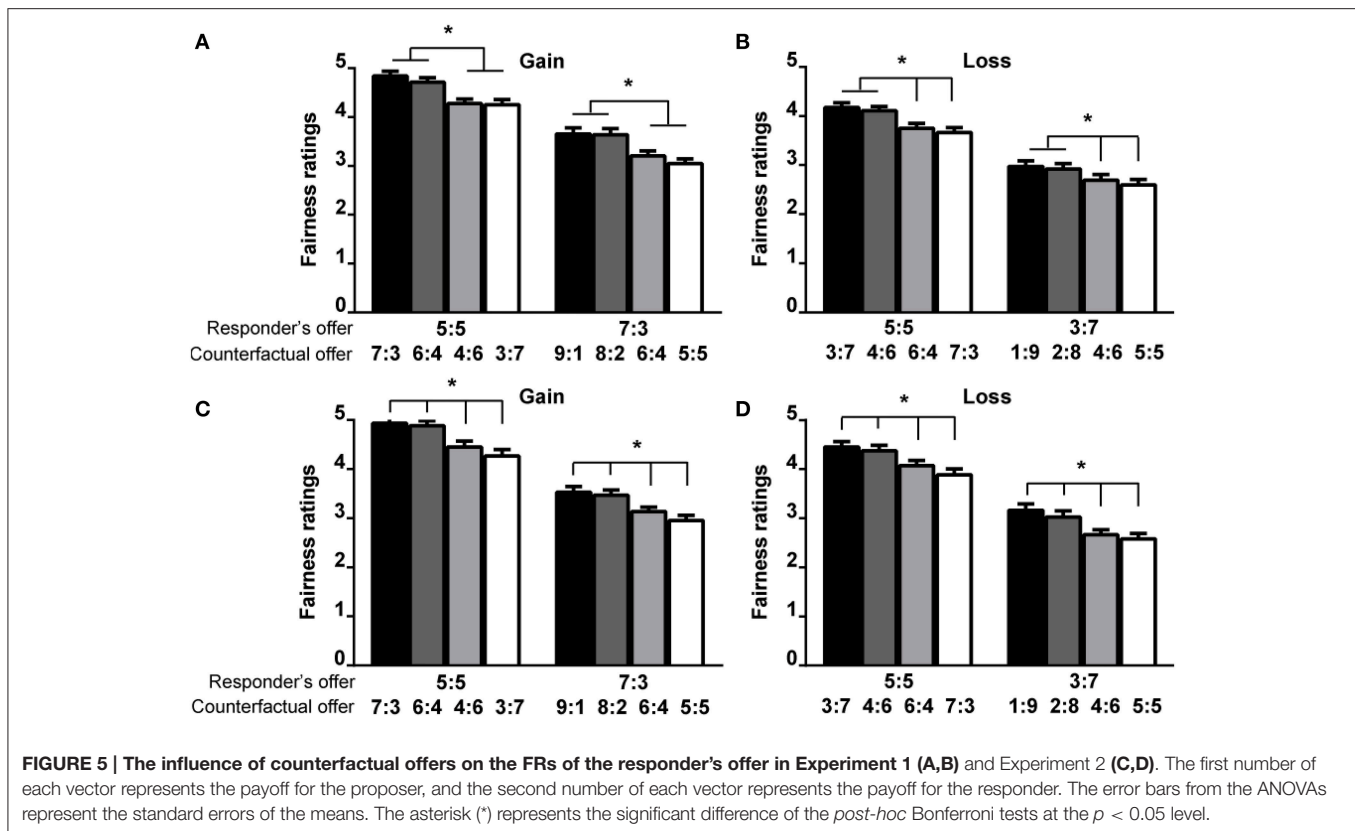 A
B
Gain
Loss
*
*
*
*
Fairness ratings
5
4
3
2
1
0
Fairness ratings
5
4
3
2
1
0
Responder's offer 5:5 7:3
Counterfactual offer 7:3 6:4 4:6 3:7 9:1 8:2 6:4 5:5
5:5 3:7
3:7 4:6 6:4 7:3 1:9 2:8 4:6 5:5
C
D
Gain
Loss
*
*
*
*
Fairness ratings
5
4
3
2
1
0
Fairness ratings
5
4
3
2
1
0
Responder's offer 5:5 7:3
Counterfactual offer 7:3 6:4 4:6 3:7 9:1 8:2 6:4 5:5
5:5 3:7
3:7 4:6 6:4 7:3 1:9 2:8 4:6 5:5
FIGURE 5 | The influence of counterfactual offers on the FRs of the responder's offer in Experiment 1 (A,B) and Experiment 2 (C,D). The first number of
each vector represents the payoff for the proposer, and the second number of each vector represents the payoff for the responder. The error bars from the ANOVAs
represent the standard errors of the means. The asterisk (*) represents the significant difference of the post-hoc Bonferroni tests at the p < 0.05 level.